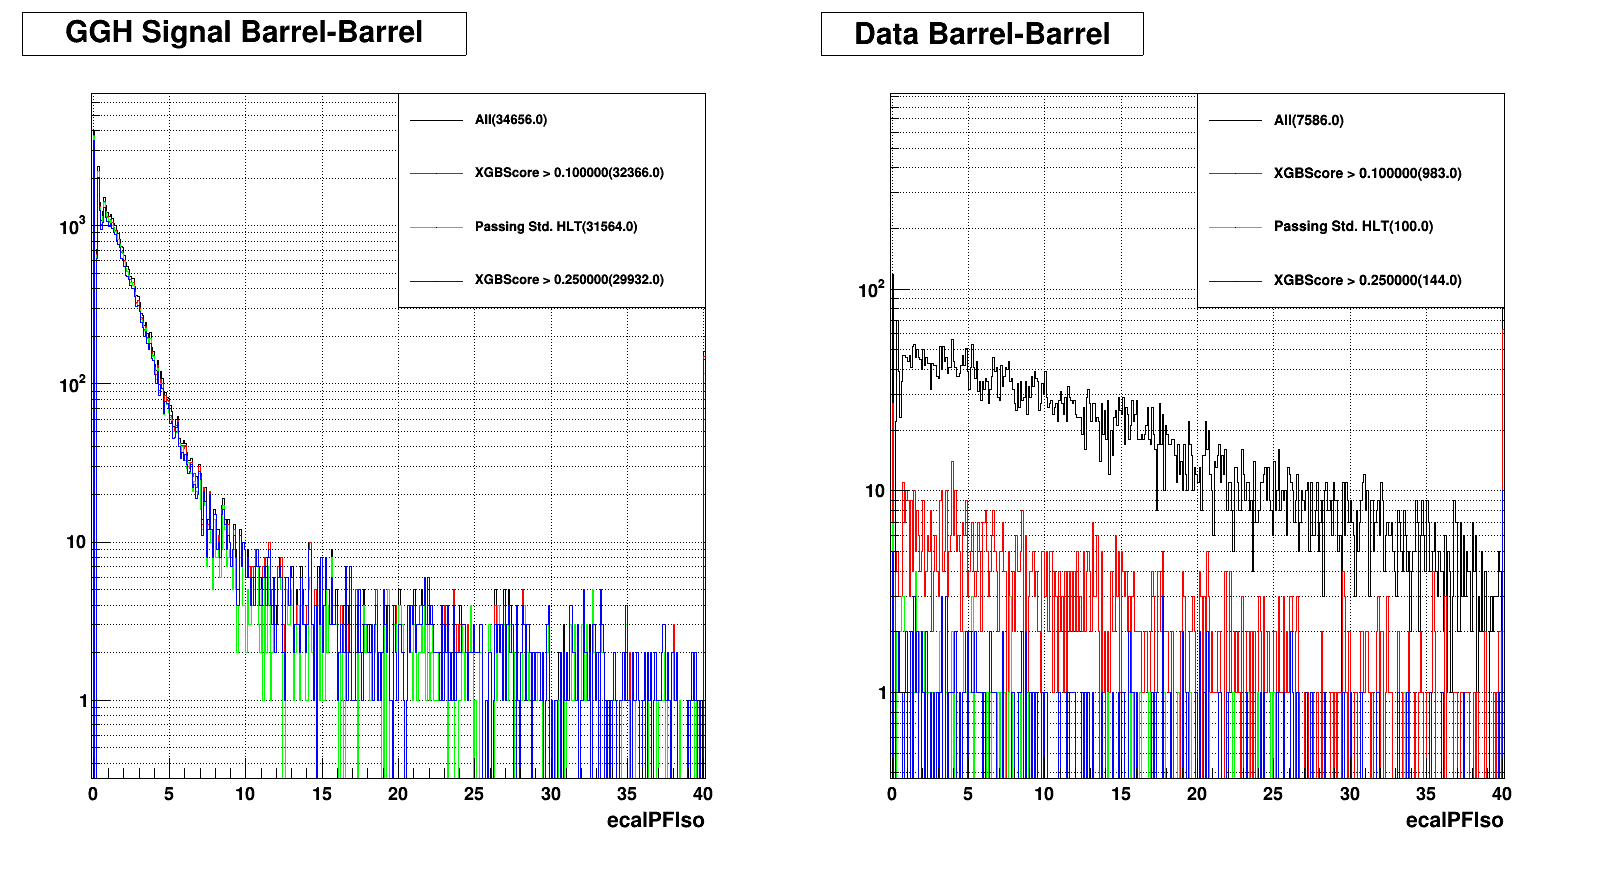 GGH Signal Barrel-Barrel
All(34656.0)
XGBScore > 0.100000(32366.0)
Passing Std. HLT(31564.0)
XGBScore > 0.250000(29932.0)
10³
10²
10
1
0 5 10 15 20 25 30 35 40
ecalPFIso
Data Barrel-Barrel
All(7586.0)
XGBScore > 0.100000(983.0)
Passing Std. HLT(100.0)
XGBScore > 0.250000(144.0)
10²
10
1
0 5 10 15 20 25 30 35 40
ecalPFIso